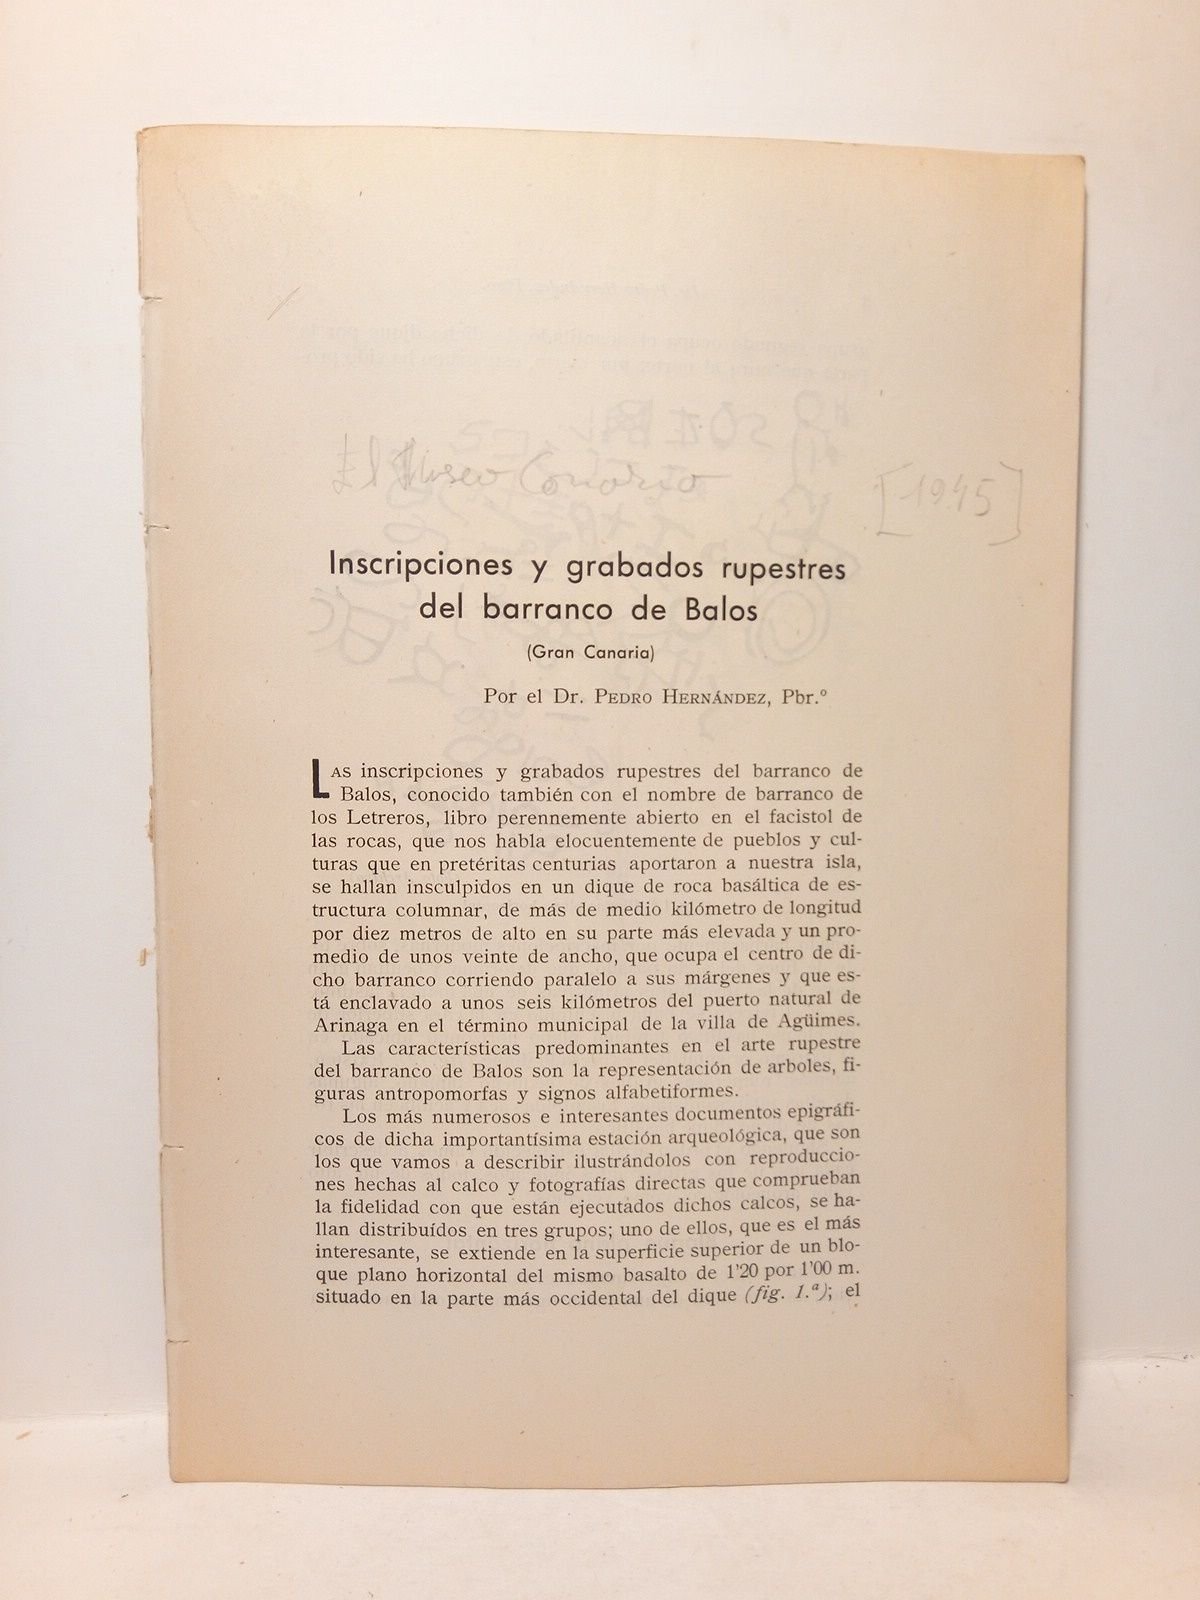 El Museo Canario
[1945]
Inscripciones y grabados rupestres
del barranco de Balos
(Gran Canaria)
Por el Dr. PEDRO HERNÁNDEZ, Pbr.º
LAS inscripciones y grabados rupestres del barranco de
Balos, conocido también con el nombre de barranco de
los Letreros, libro perennemente abierto en el facistol de
las rocas, que nos habla elocuentemente de pueblos y cul-
turas que en pretéritas centurias aportaron a nuestra isla,
se hallan insculpidos en un dique de roca basáltica de es-
tructura columnar, de más de medio kilómetro de longitud
por diez metros de alto en su parte más elevada y un pro-
medio de unos veinte de ancho, que ocupa el centro de di-
cho barranco corriendo paralelo a sus márgenes y que es-
tá enclavado a unos seis kilómetros del puerto natural de
Arinaga en el término municipal de la villa de Agüimes.
Las características predominantes en el arte rupestre
del barranco de Balos son la representación de arboles, fi-
guras antropomorfas y signos alfabetiformes.
Los más numerosos e interesantes documentos epigráfi-
cos de dicha importantísima estación arqueológica, que son
los que vamos a describir ilustrándolos con reproduccio-
nes hechas al calco y fotografías directas que comprueban
la fidelidad con que están ejecutados dichos calcos, se ha-
llan distribuídos en tres grupos; uno de ellos, que es el más
interesante, se extiende en la superficie superior de un blo-
que plano horizontal del mismo basalto de 1'20 por 1'00 m.
situado en la parte más occidental del dique (fig. 1.ª); el